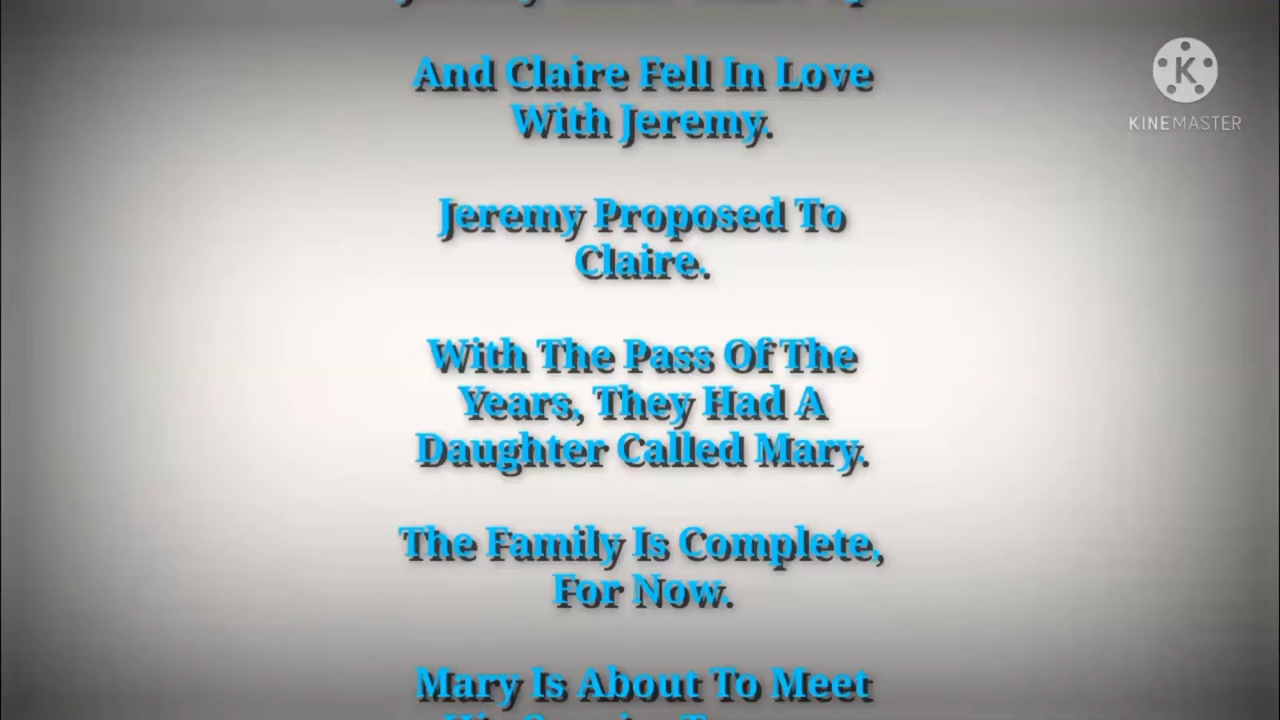 And Claire Fell In Love
With Jeremy.
Jeremy Proposed To
Claire.
With The Pass Of The
Years, They Had A
Daughter Called Mary.
The Family Is Complete,
For Now.
Mary Is About To Meet
K
KINEMASTER